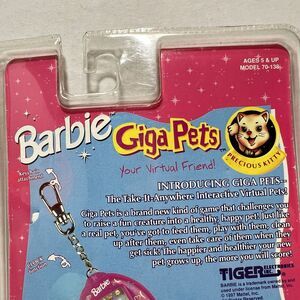 AGES 5 & UP
MODEL 70-138
Barbie
Giga Pets
PRECIOUS KITTY
Your Virtual Friend!
attachment
INTRODUCING GIGA PETS—
The Take It-Anywhere Interactive Virtual Pets!
Giga Pets is a brand new kind of game that challenges you
to raise a fun creature into a healthy, happy pet! Just like
a real pet, you've got to feed them, play with them, clean
up after them, even take care of them when they
get sick! The happier and healthier your new
pet grows up, the more you will score!
Barbie
TIGER
ELECTRONICS
BARBIE is a trademark owned by and
used under license from Mattel, Inc.
© 1997 Mattel, Inc.